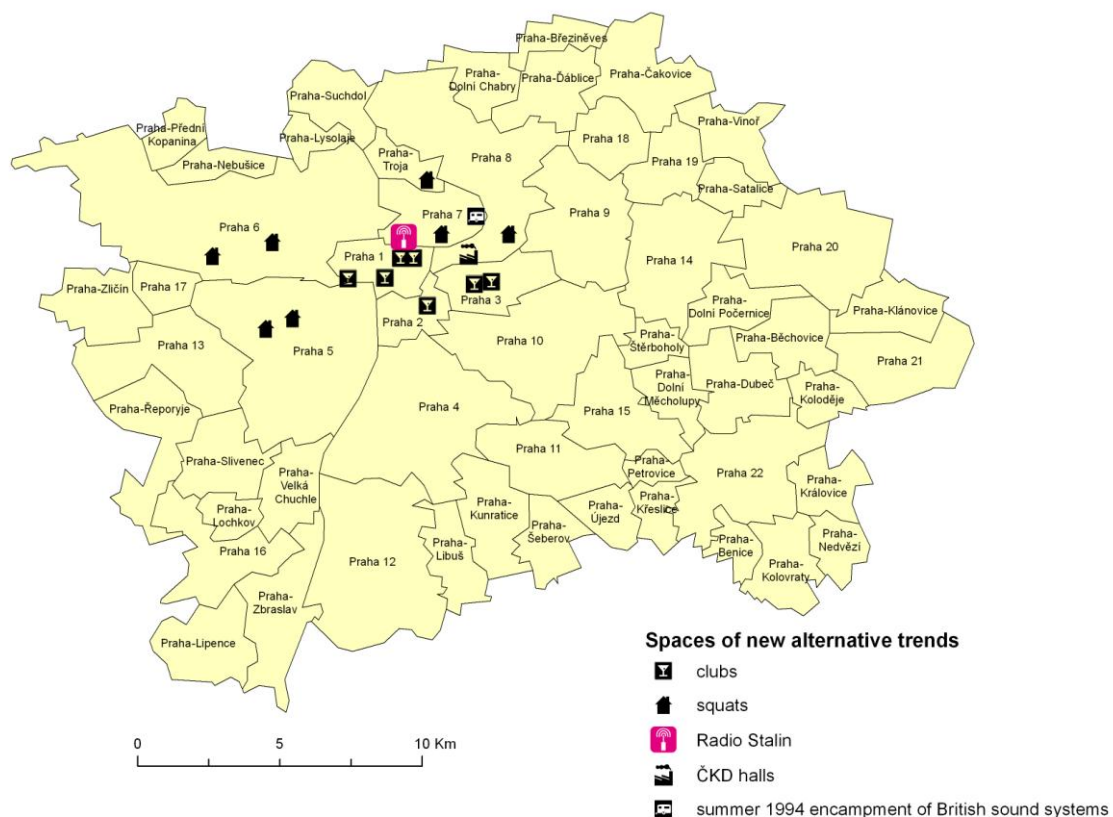 Praha-Březiněves
Praha-
Dolní Chabry
Praha-
Ďáblice
Praha-Čakovice
Praha-Suchdol
Praha-Vinoř
Praha-Přední
Kopanina
Praha-Lysolaje
Praha 18
Praha-
Troja
Praha 8
Praha 19
Praha-Nebušice
Praha-Satalice
Praha 7
Praha 9
Praha 6
Praha 20
Praha 1
Praha 14
Praha-Zličín
Praha 17
Praha 3
Praha-
Dolní Počernice
Praha-Klánovice
Praha 2
Praha 13
Praha 5
Praha 10
Praha-
Štěrboholy
Praha-Běchovice
Praha 21
Praha-
Dolní
Měcholupy
Praha-Dubeč
Praha-
Koloděje
Praha-Řeporyje
Praha 4
Praha 15
Praha 11
Praha-Slivenec
Praha-
Petrovice
Praha 22
Praha-
Velká
Chuchle
Praha-
Královice
Praha-
Kunratice
Praha-
Újezd
Praha-
Křeslice
Praha-
Lochkov
Praha-
Šeberov
Praha-
Benice
Praha-
Nedvězí
Praha 16
Praha 12
Praha-
Libuš
Praha-
Kolovraty
Praha-
Zbraslav
Praha-Lipence
Spaces of new alternative trends
clubs
squats
Radio Stalin
ČKD halls
summer 1994 encampment of British sound systems
0 5 10 Km